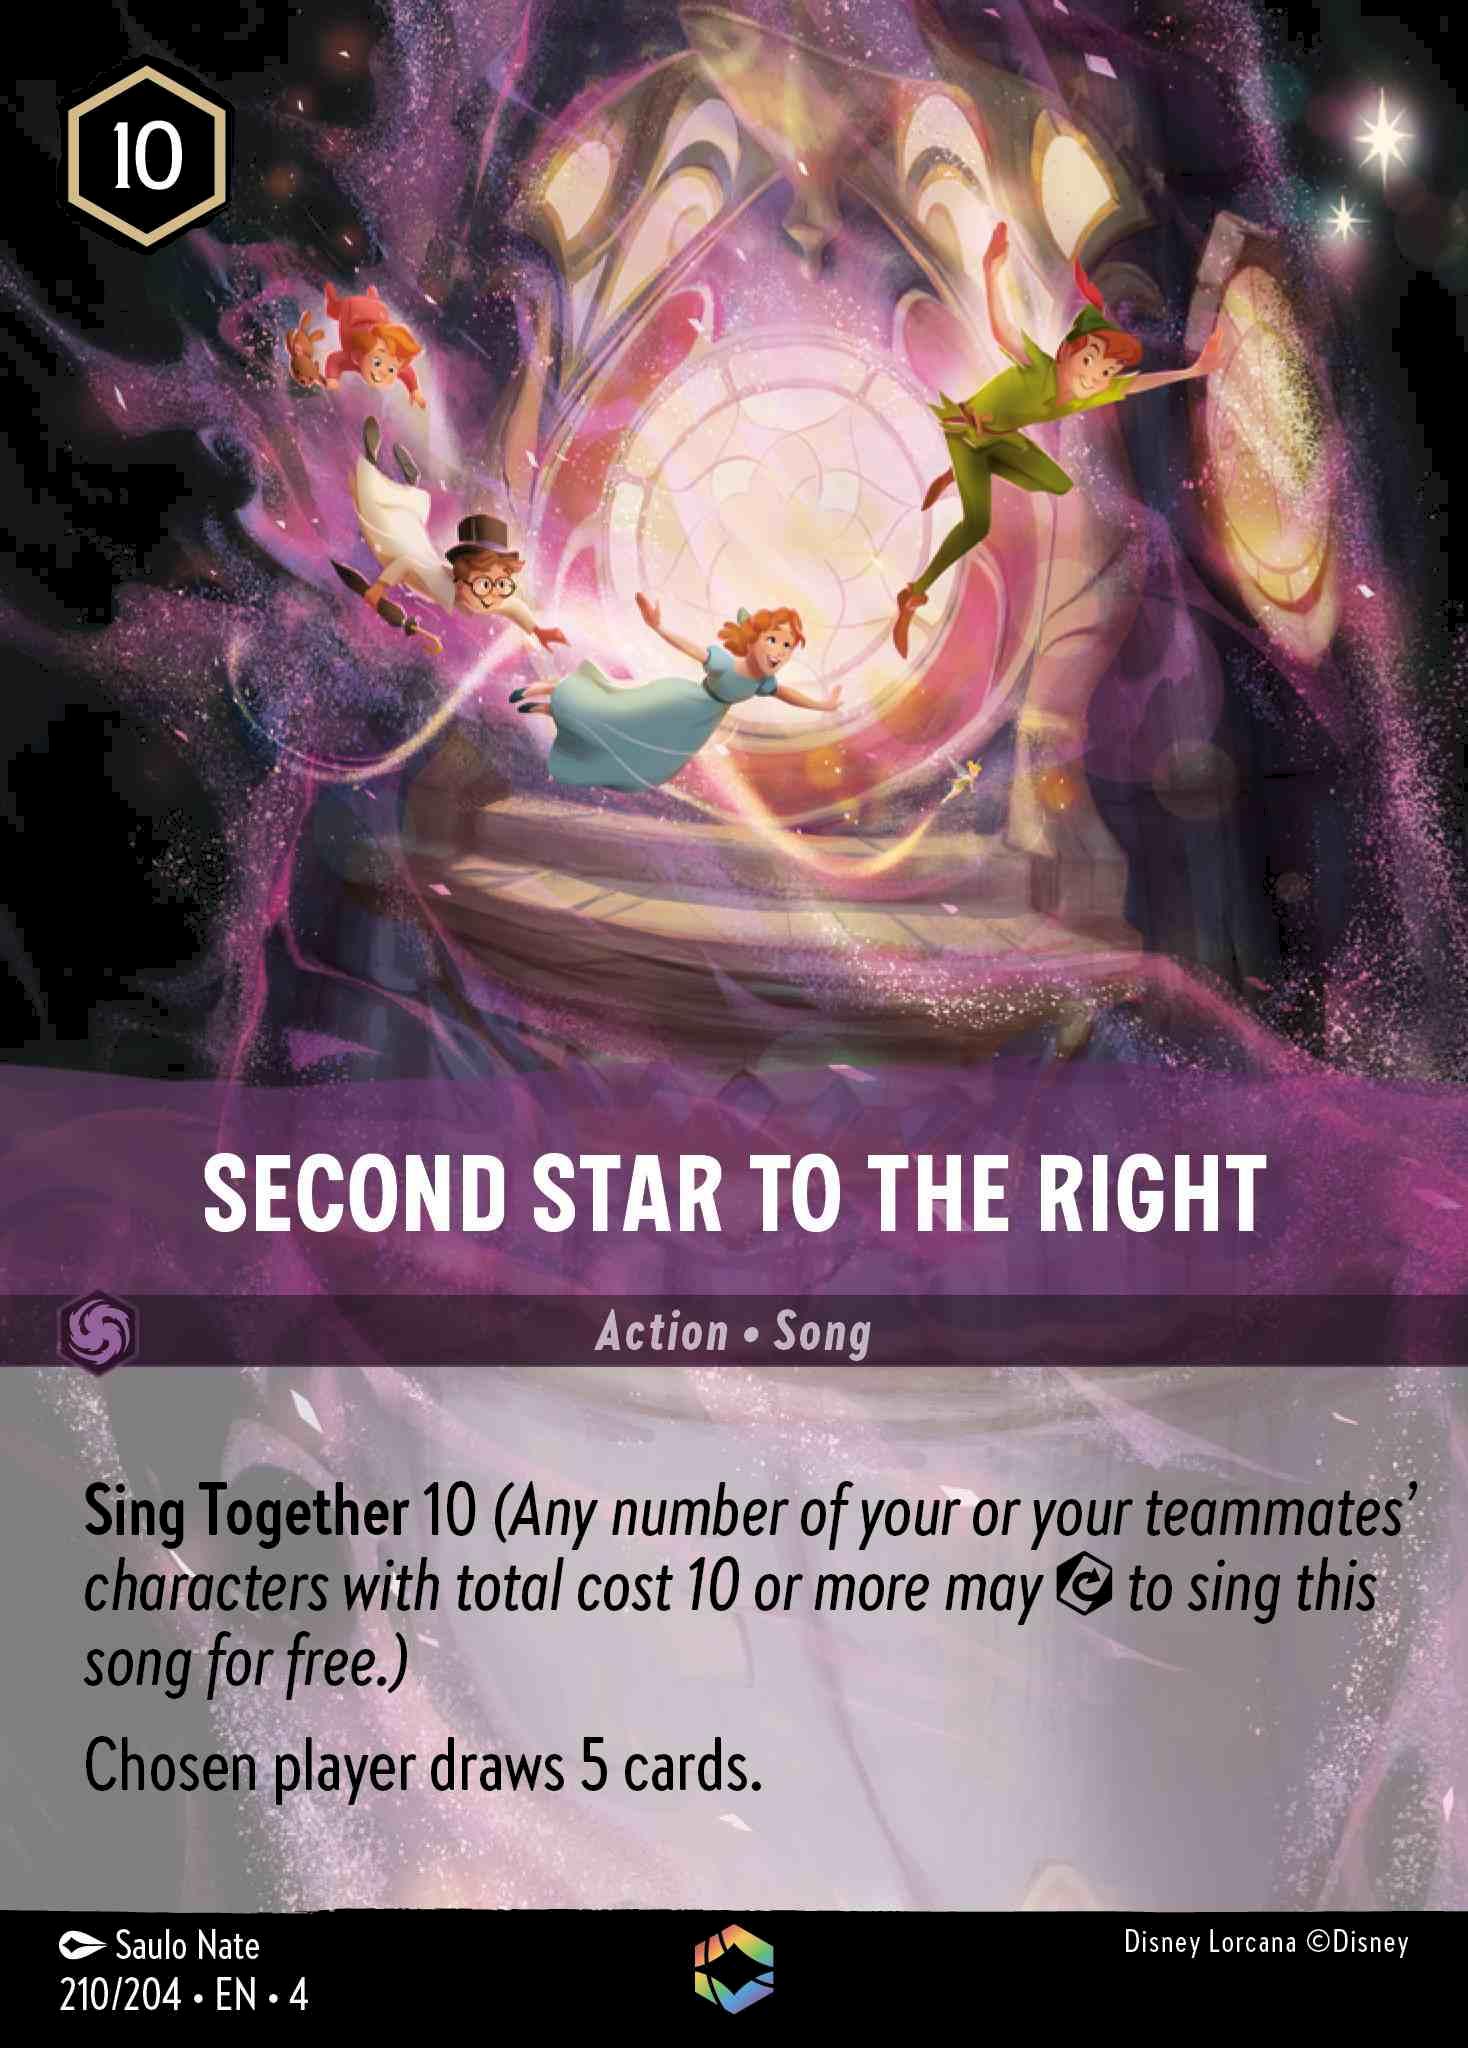 10
SECOND STAR TO THE RIGHT
Action • Song
Sing Together 10 (Any number of your or your teammates’
characters with total cost 10 or more may to sing this
song for free.)
Chosen player draws 5 cards.
Saulo Nate
210/204 • EN • 4
Disney Lorcana ©Disney